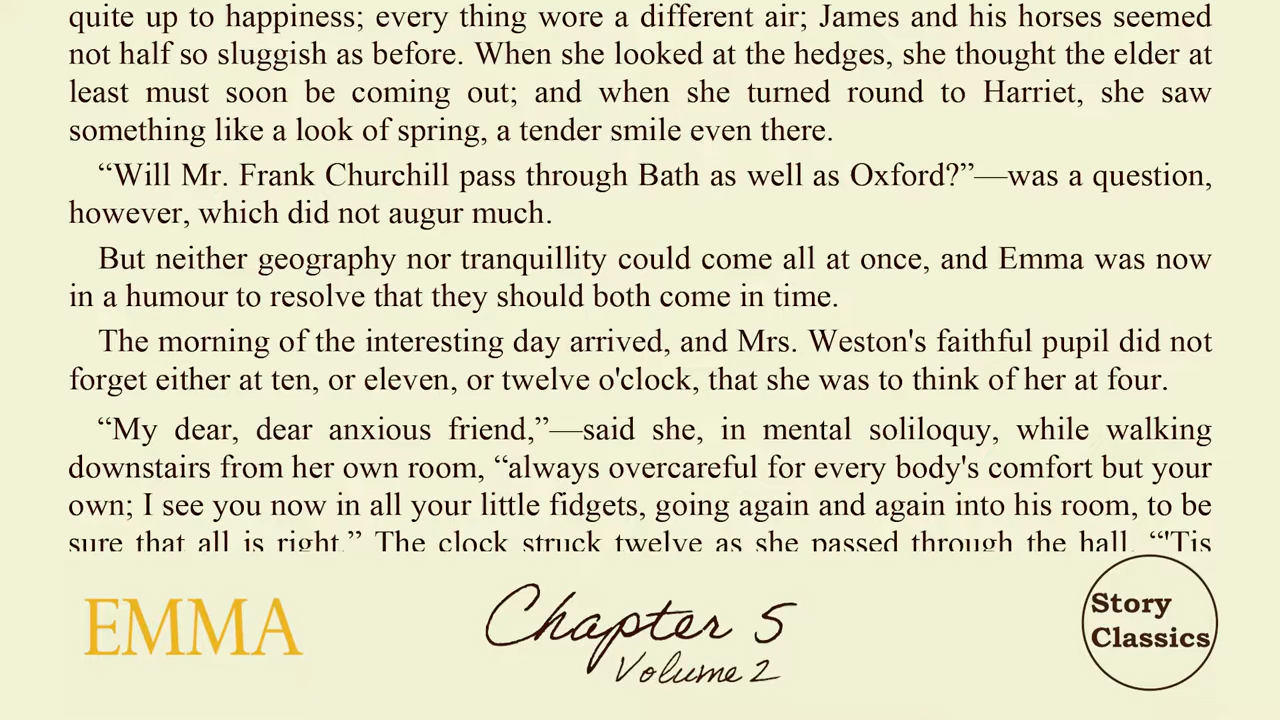 quite up to happiness; every thing wore a different air; James and his horses seemed
not half so sluggish as before. When she looked at the hedges, she thought the elder at
least must soon be coming out; and when she turned round to Harriet, she saw
something like a look of spring, a tender smile even there.
“Will Mr. Frank Churchill pass through Bath as well as Oxford?”—was a question,
however, which did not augur much.
But neither geography nor tranquillity could come all at once, and Emma was now
in a humour to resolve that they should both come in time.
The morning of the interesting day arrived, and Mrs. Weston's faithful pupil did not
forget either at ten, or eleven, or twelve o'clock, that she was to think of her at four.
“My dear, dear anxious friend,”—said she, in mental soliloquy, while walking
downstairs from her own room, “always overcareful for every body's comfort but your
own; I see you now in all your little fidgets, going again and again into his room, to be
sure that all is right.” The clock struck twelve as she passed through the hall. “'Tis
EMMA
Chapter 5
Volume 2
Story
Classics